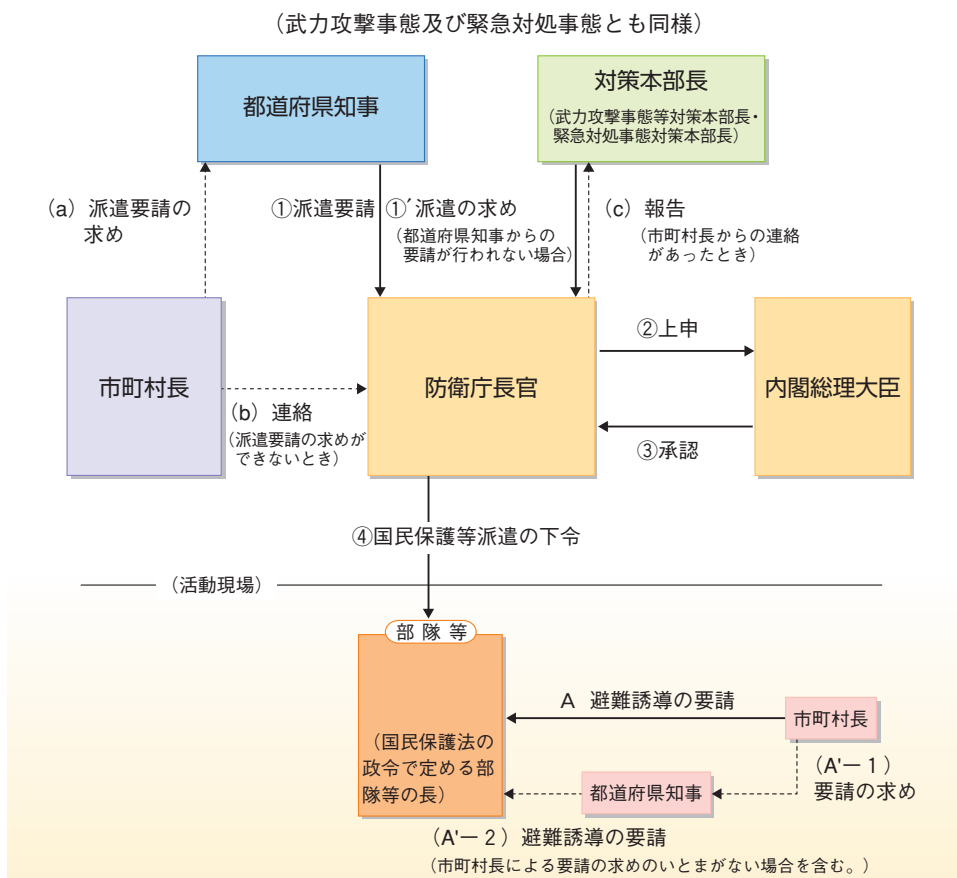 （武力攻撃事態及び緊急対処事態とも同様）
都道府県知事
対策本部長
（武力攻撃事態等対策本部長・
緊急対処事態対策本部長）
（a）派遣要請の
求め
①派遣要請
①′派遣の求め
（都道府県知事からの
要請が行われない場合）
（c）報告
（市町村長からの連絡
があったとき）
市町村長
（b）連絡
（派遣要請の求めが
できないとき）
防衛庁長官
②上申
③承認
内閣総理大臣
④国民保護等派遣の下令
（活動現場）
部隊等
（国民保護法の
政令で定める部
隊等の長）
A 避難誘導の要請
市町村長
（A'－1）
要請の求め
都道府県知事
（A'－2）避難誘導の要請
（市町村長による要請の求めのいとまがない場合を含む。）